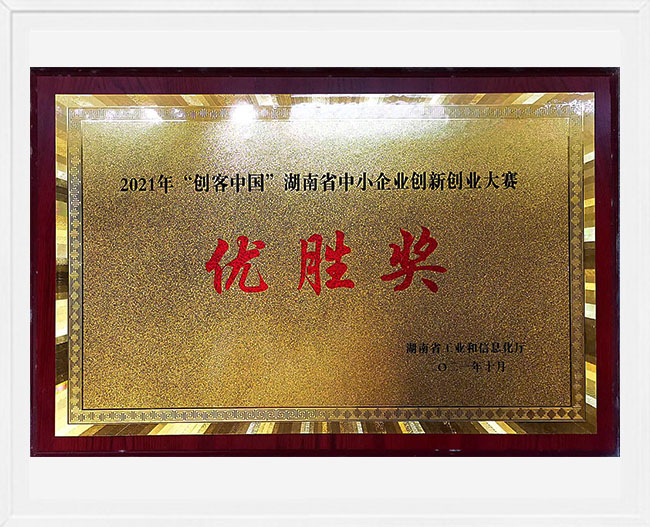 2021年“创客中国”湖南省中小企业创新创业大赛
优胜奖
湖南省工业和信息化厅
二〇二一年十月